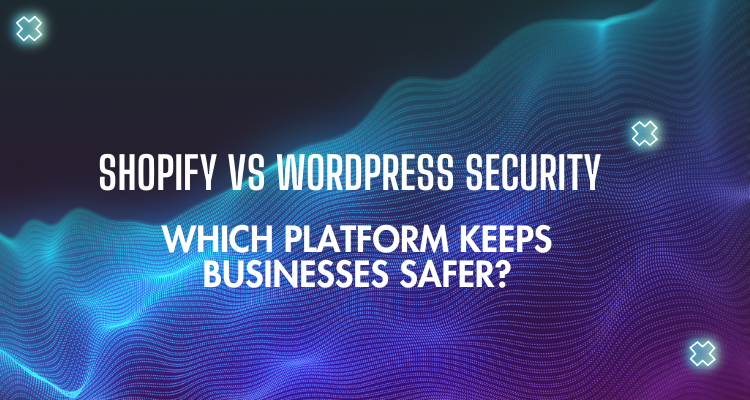 SHOPIFY VS WORDPRESS SECURITY
WHICH PLATFORM KEEPS
BUSINESSES SAFER?